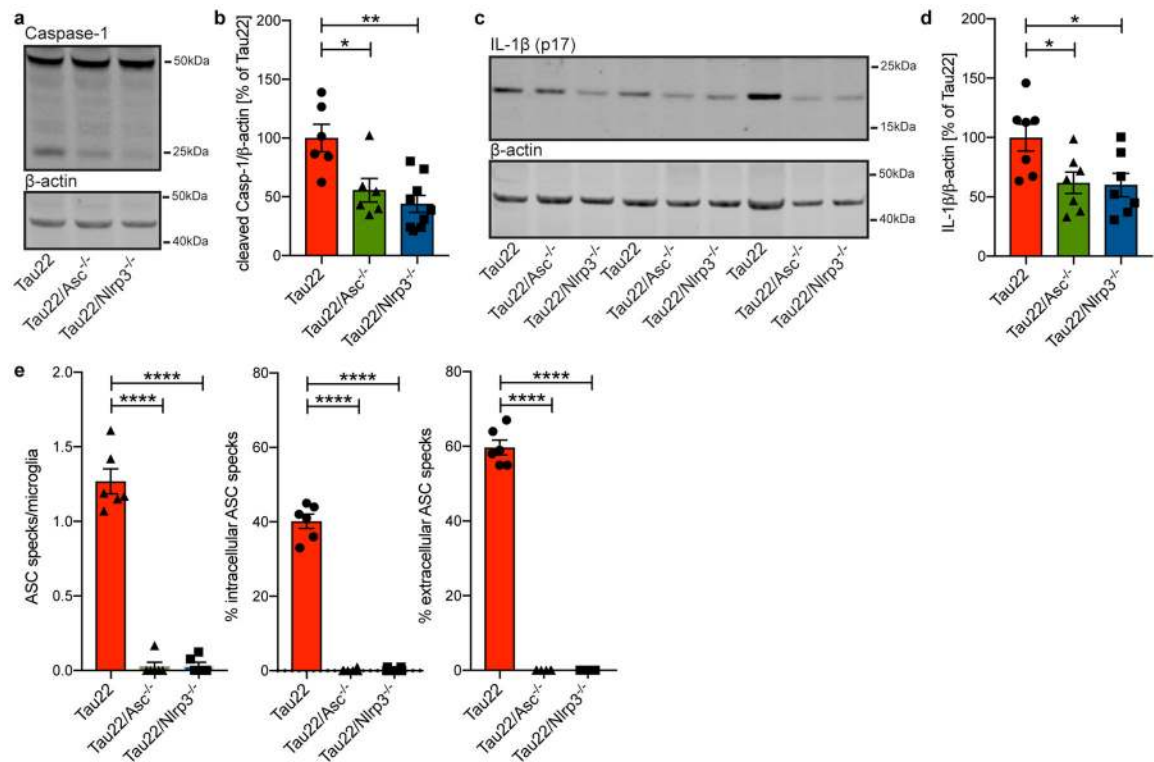 a
Caspase-1
50kDa
25kDa
β-actin
50kDa
40kDa
Tau22
Tau22/Asc-/-
Tau22/Nlrp3-/-
b
cleaved Casp-1/β-actin [% of Tau22]
200
150
100
50
0
*
**
Tau22
Tau22/Asc-/-
Tau22/Nlrp3-/-
c
IL-1β (p17)
25kDa
15kDa
β-actin
50kDa
40kDa
Tau22
Tau22/Asc-/-
Tau22/Nlrp3-/-
Tau22
Tau22/Asc-/-
Tau22/Nlrp3-/-
Tau22
Tau22/Asc-/-
Tau22/Nlrp3-/-
d
IL-1β/β-actin [% of Tau22]
200
150
100
50
0
*
*
Tau22
Tau22/Asc-/-
Tau22/Nlrp3-/-
e
ASC specks/microglia
2.0
1.5
1.0
0.5
0.0
****
****
Tau22
Tau22/Asc-/-
Tau22/Nlrp3-/-
% intracellular ASC specks
80
60
40
20
0
****
****
Tau22
Tau22/Asc-/-
Tau22/Nlrp3-/-
% extracellular ASC specks
80
60
40
20
0
****
****
Tau22
Tau22/Asc-/-
Tau22/Nlrp3-/-